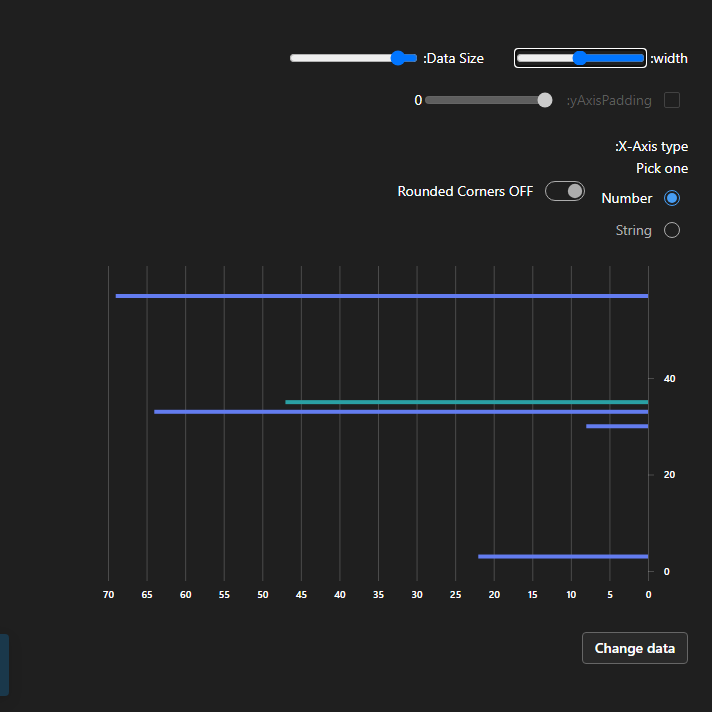 :width
:Data Size
:yAxisPadding
0
:X-Axis type
Pick one
Number
Rounded Corners OFF
String
40
20
0
70 65 60 55 50 45 40 35 30 25 20 15 10 5 0
Change data